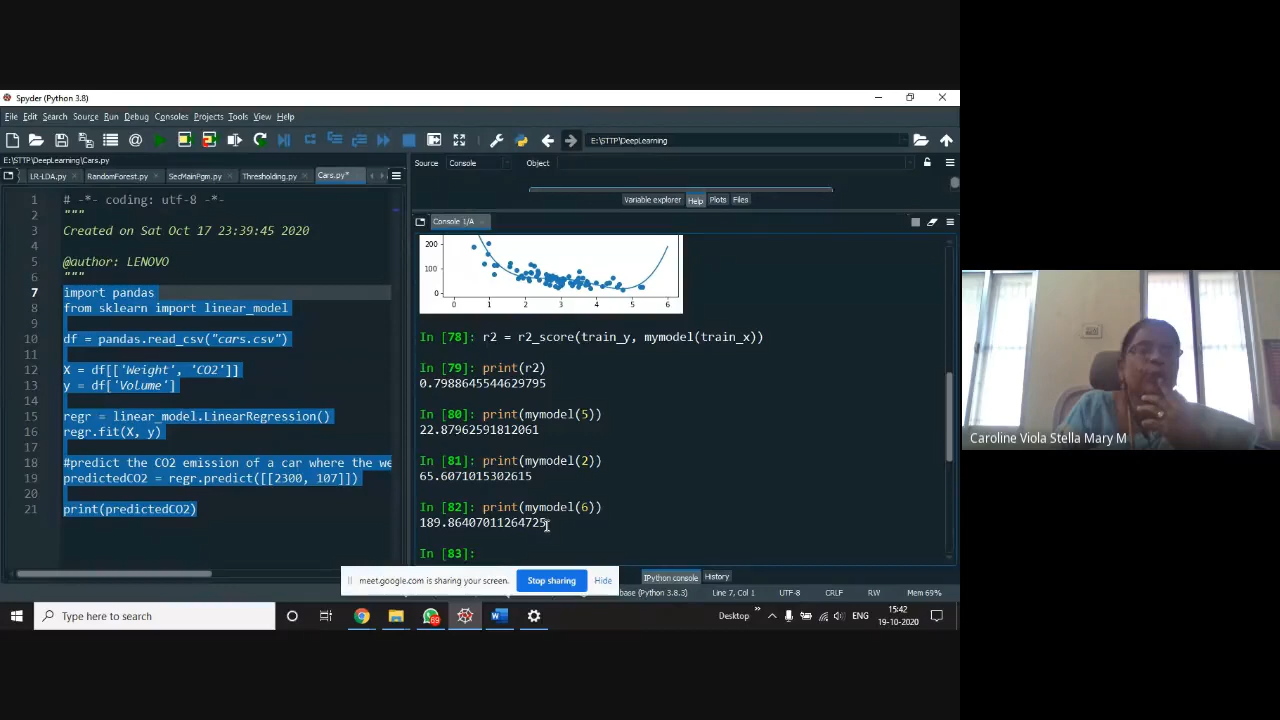 Spyder (Python 3.8)
File Edit Search Source Run Debug Consoles Projects Tools View Help
E:\STTP\DeepLearning
E:\STTP\DeepLearning\Cars.py
Source Console Object
LR-LDA.py RandomForest.py SecMainPgm.py Thresholding.py Cars.py*
Variable explorer Help Plots Files
1 # -*- coding: utf-8 -*-
2 """
3 Created on Sat Oct 17 23:39:45 2020
4
5 @author: LENOVO
6 """
7 import pandas
8 from sklearn import linear_model
9
10 df = pandas.read_csv("cars.csv")
11
12 X = df[['Weight', 'CO2']]
13 y = df['Volume']
14
15 regr = linear_model.LinearRegression()
16 regr.fit(X, y)
17
18 #predict the CO2 emission of a car where the we
19 predictedCO2 = regr.predict([[2300, 107]])
20
21 print(predictedCO2)
Console 1/A
200
100
0
0 1 2 3 4 5 6
In [78]: r2 = r2_score(train_y, mymodel(train_x))
In [79]: print(r2)
0.7988645544629795
In [80]: print(mymodel(5))
22.87962591812061
In [81]: print(mymodel(2))
65.6071015302615
In [82]: print(mymodel(6))
189.86407011264725
In [83]:
meet.google.com is sharing your screen. Stop sharing Hide
IPython console History
base (Python 3.8.3) Line 7, Col 1 UTF-8 CRLF RW Mem 69%
Type here to search
89
Desktop
ENG
15:42
19-10-2020
Caroline Viola Stella Mary M